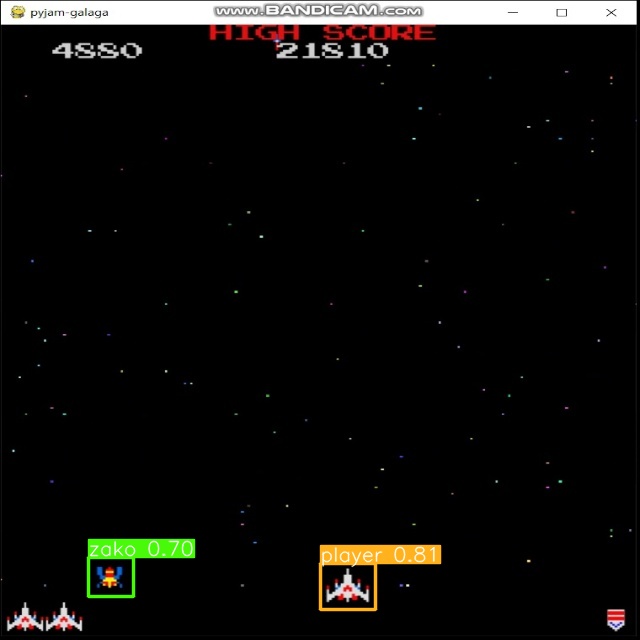 pyjam-galaga
www.BANDICAM.com
HIGH SCORE
4880 21810
zako 0.70
player 0.81